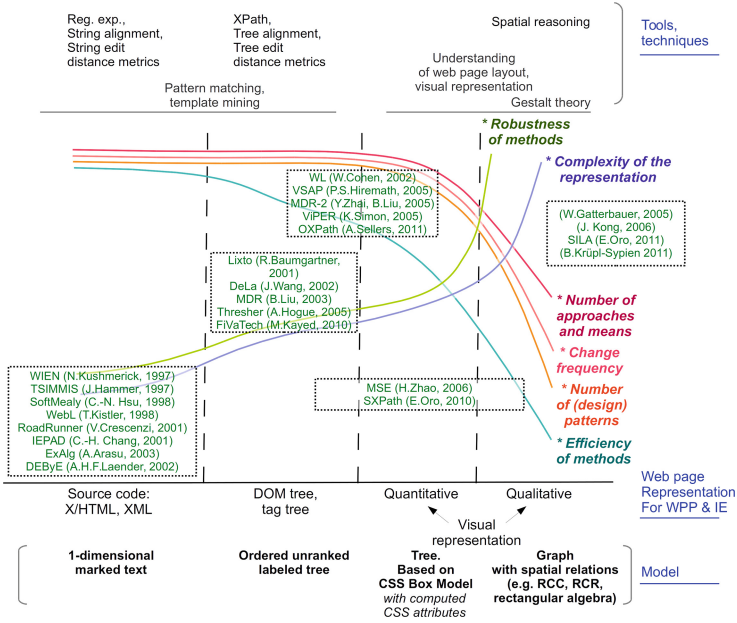 Reg. exp.,
String alignment,
String edit
distance metrics
XPath,
Tree alignment,
Tree edit
distance metrics
Spatial reasoning
Tools,
techniques
Understanding
of web page layout,
visual representation
Pattern matching,
template mining
Gestalt theory
* Robustness
of methods
* Complexity of the
representation
WL (W.Cohen, 2002)
VSAP (P.S.Hiremath, 2005)
MDR-2 (Y.Zhai, B.Liu, 2005)
ViPER (K.Simon, 2005)
OXPath (A.Sellers, 2011)
(W.Gatterbauer, 2005)
(J. Kong, 2006)
SILA (E.Oro, 2011)
(B.Krüpl-Sypien 2011)
Lixto (R.Baumgartner,
2001)
DeLa (J.Wang, 2002)
MDR (B.Liu, 2003)
Thresher (A.Hogue, 2005)
FiVaTech (M.Kayed, 2010)
* Number of
approaches
and means
* Change
frequency
WIEN (N.Kushmerick, 1997)
TSIMMIS (J.Hammer, 1997)
SoftMealy (C.-N. Hsu, 1998)
WebL (T.Kistler, 1998)
RoadRunner (V.Crescenzi, 2001)
IEPAD (C.-H. Chang, 2001)
ExAlg (A.Arasu, 2003)
DEByE (A.H.F.Laender, 2002)
MSE (H.Zhao, 2006)
SXPath (E.Oro, 2010)
* Number
of (design)
patterns
* Efficiency
of methods
Source code:
X/HTML, XML
DOM tree,
tag tree
Quantitative
Qualitative
Visual
representation
Web page
Representation
For WPP & IE
1-dimensional
marked text
Ordered unranked
labeled tree
Tree.
Based on
CSS Box Model
with computed
CSS attributes
Graph
with spatial relations
(e.g. RCC, RCR,
rectangular algebra)
Model